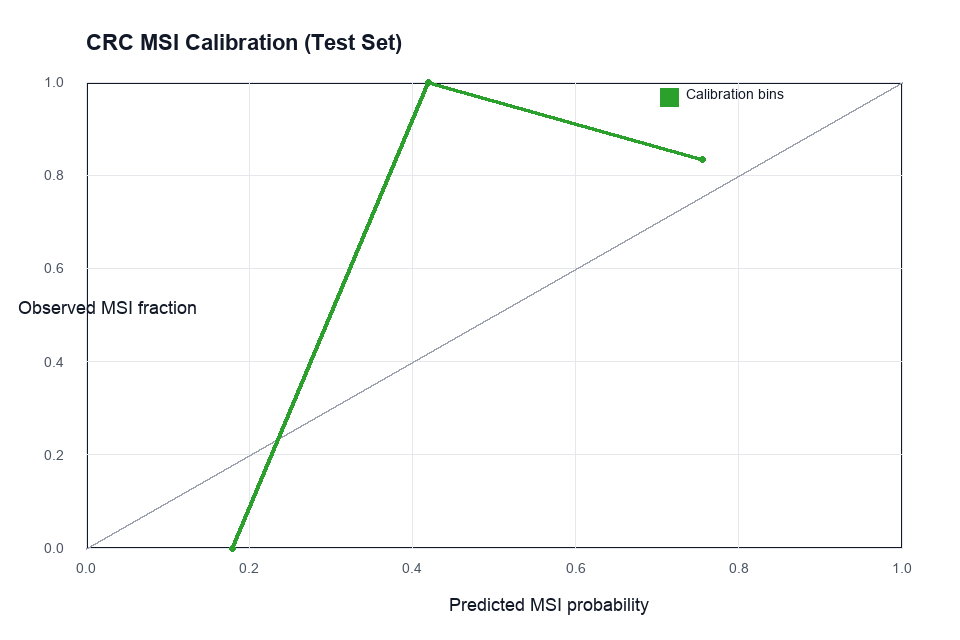 CRC MSI Calibration (Test Set)
1.0
Calibration bins
0.8
0.6
Observed MSI fraction
0.4
0.2
0.0
0.0 0.2 0.4 0.6 0.8 1.0
Predicted MSI probability